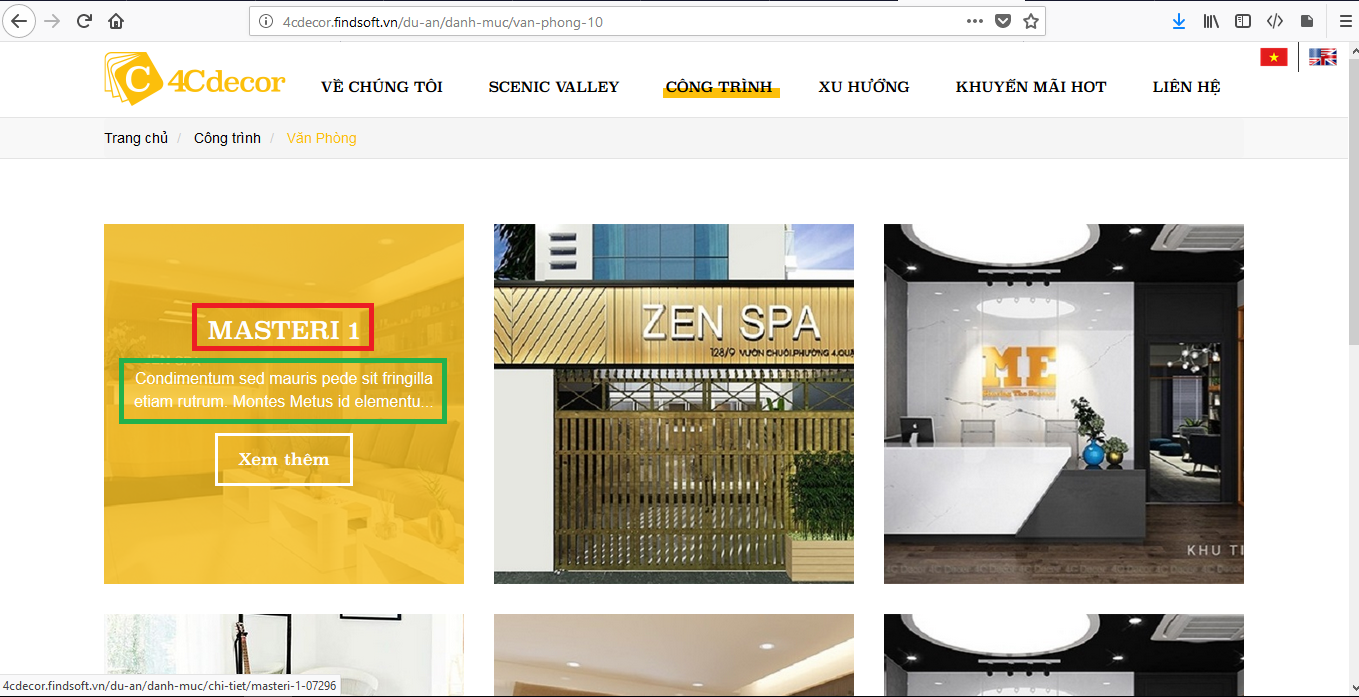 4cdecor.findsoft.vn/du-an/danh-muc/van-phong-10
4Cdecor
VỀ CHÚNG TÔI
SCENIC VALLEY
CÔNG TRÌNH
XU HƯỚNG
KHUYẾN MÃI HOT
LIÊN HỆ
Trang chủ / Công trình / Văn Phòng
MASTERI 1
Condimentum sed mauris pede sit fringilla
etiam rutrum. Montes Metus id elementu...
Xem thêm
ZEN SPA
128/9 VƯỜN CHUỐI.PHƯỜNG 4.QUẬ
ME
KHU TI
4cdecor.findsoft.vn/du-an/danh-muc/chi-tiet/masteri-1-07296